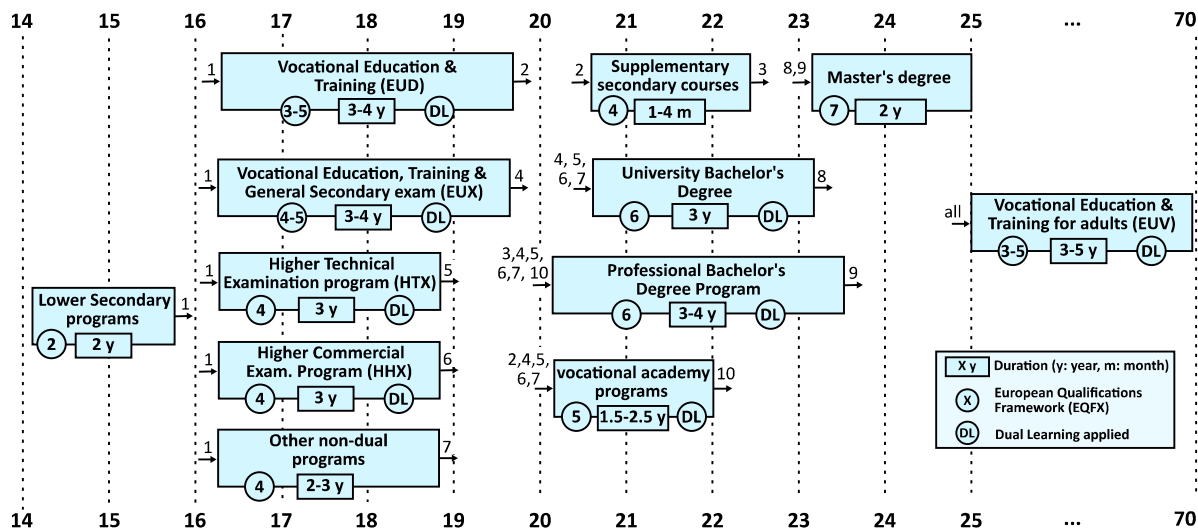 14 15 16 17 18 19 20 21 22 23 24 25 ... 70
1
Vocational Education &
Training (EUD)
3-5 3-4 y DL
2
2
Supplementary
secondary courses
4 1-4 m
3
8,9
Master's degree
7 2 y
1
Vocational Education, Training &
General Secondary exam (EUX)
4-5 3-4 y DL
4
4, 5,
6, 7
University Bachelor's
Degree
6 3 y DL
8
all
Vocational Education &
Training for adults (EUV)
3-5 3-5 y DL
1
Higher Technical
Examination program (HTX)
4 3 y DL
5
3,4,5,
6,7, 10
Professional Bachelor's
Degree Program
6 3-4 y DL
9
Lower Secondary
programs
2 2 y
1
1
Higher Commercial
Exam. Program (HHX)
4 3 y DL
6
2,4,5,
6,7
vocational academy
programs
5 1.5-2.5 y DL
10
1
Other non-dual
programs
4 2-3 y
7
X y Duration (y: year, m: month)
X European Qualifications
Framework (EQFX)
DL Dual Learning applied
14 15 16 17 18 19 20 21 22 23 24 25 ... 70